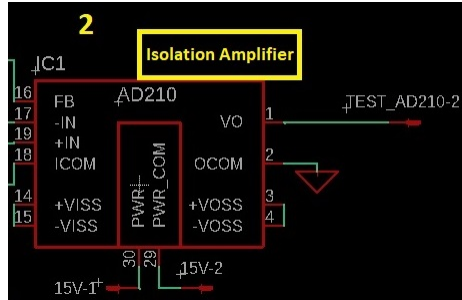 2
Isolation Amplifier
IC1
AD210
TEST_AD210-2
16 FB
17 -IN
19 +IN
18 ICOM
14 +VISS
15 -VISS
VO 1
OCOM 2
+VOSS 3
-VOSS 4
PWR
PWR_COM
30
29
15V-1
15V-2